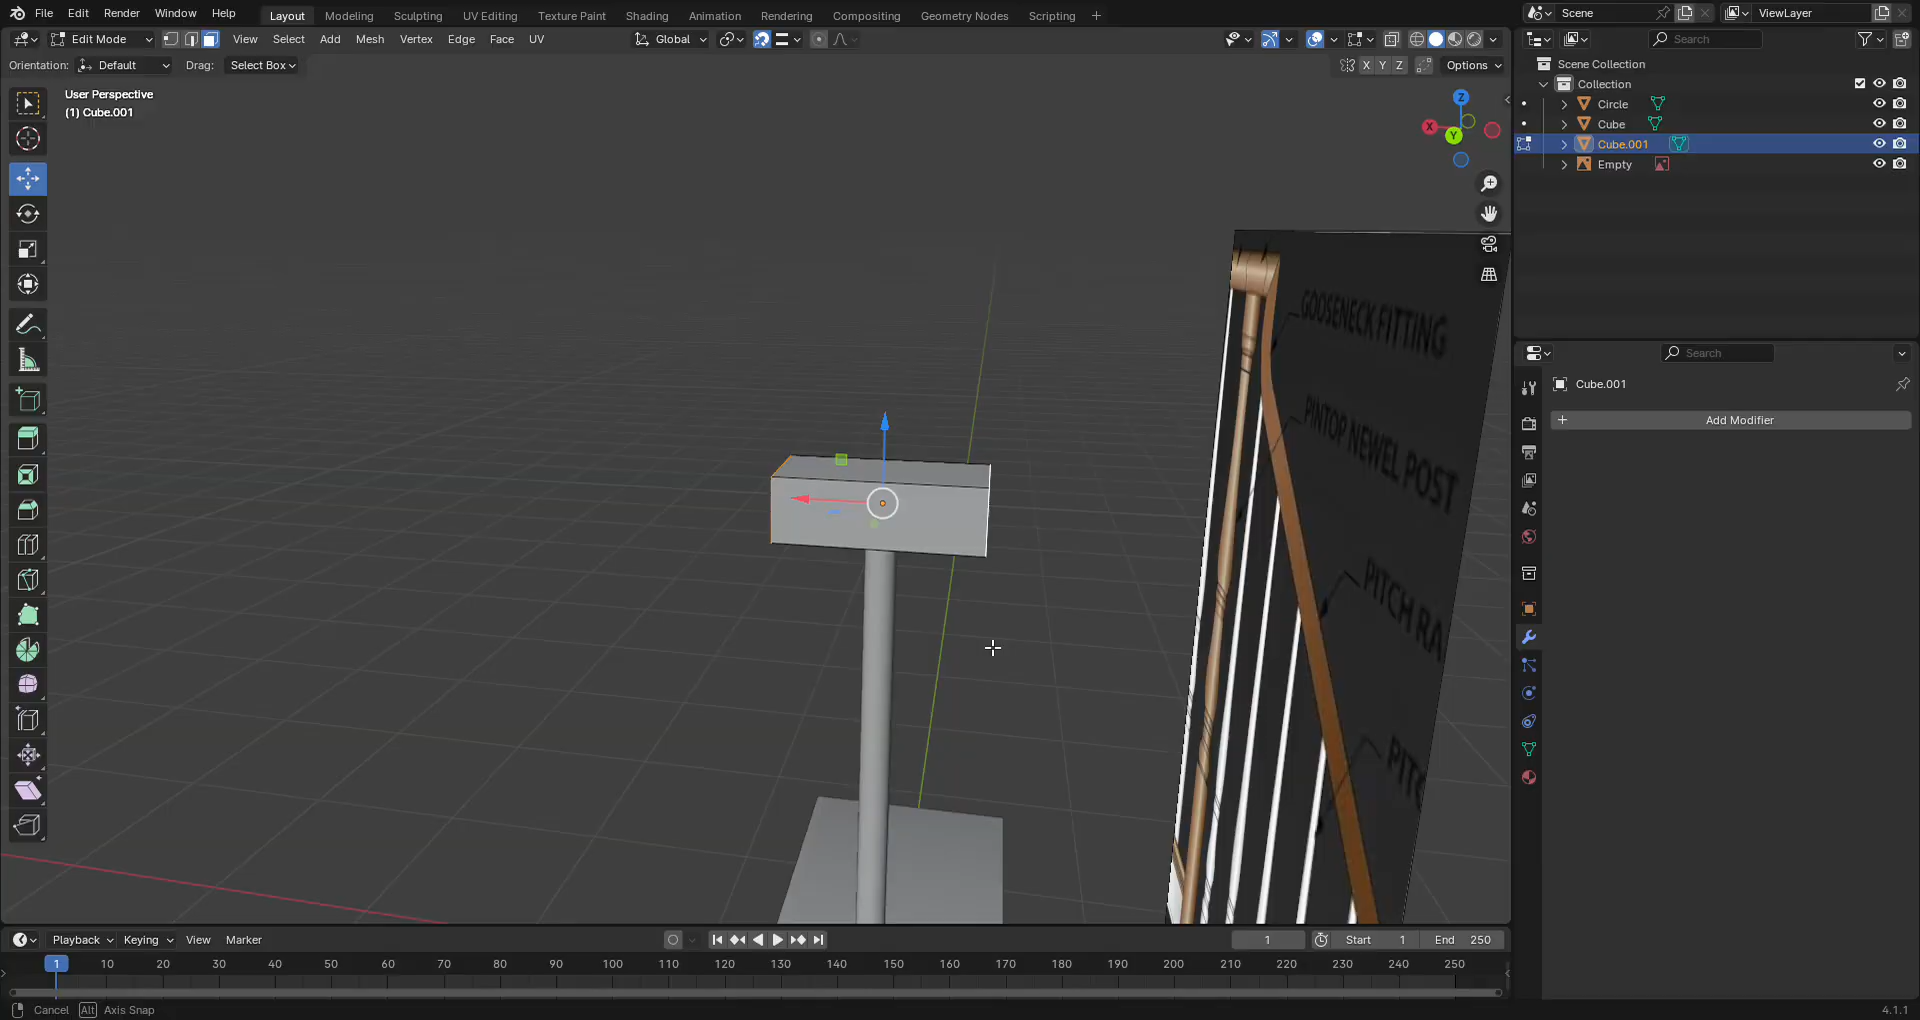 File Edit Render Window Help Layout Modeling Sculpting UV Editing Texture Paint Shading Animation Rendering Compositing Geometry Nodes Scripting + Scene ViewLayer
Edit Mode View Select Add Mesh Vertex Edge Face UV Global Search
Orientation: Default Drag: Select Box X Y Z Options
Scene Collection
Collection
Circle
Cube
Cube.001
Empty
User Perspective
(1) Cube.001
Z
X
Y
GOOSENECK FITTING
PINTOP NEWEL POST
PITCH RA
PITC
Search
Cube.001
+ Add Modifier
Playback Keying View Marker 1 Start 1 End 250
1 10 20 30 40 50 60 70 80 90 100 110 120 130 140 150 160 170 180 190 200 210 220 230 240 250
Cancel Alt Axis Snap 4.1.1